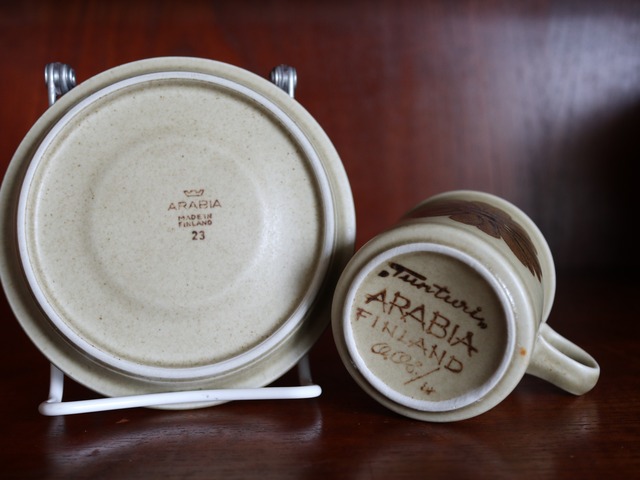 ARABIA
MADE IN
FINLAND
23
"Tunturi"
ARABIA
FINLAND